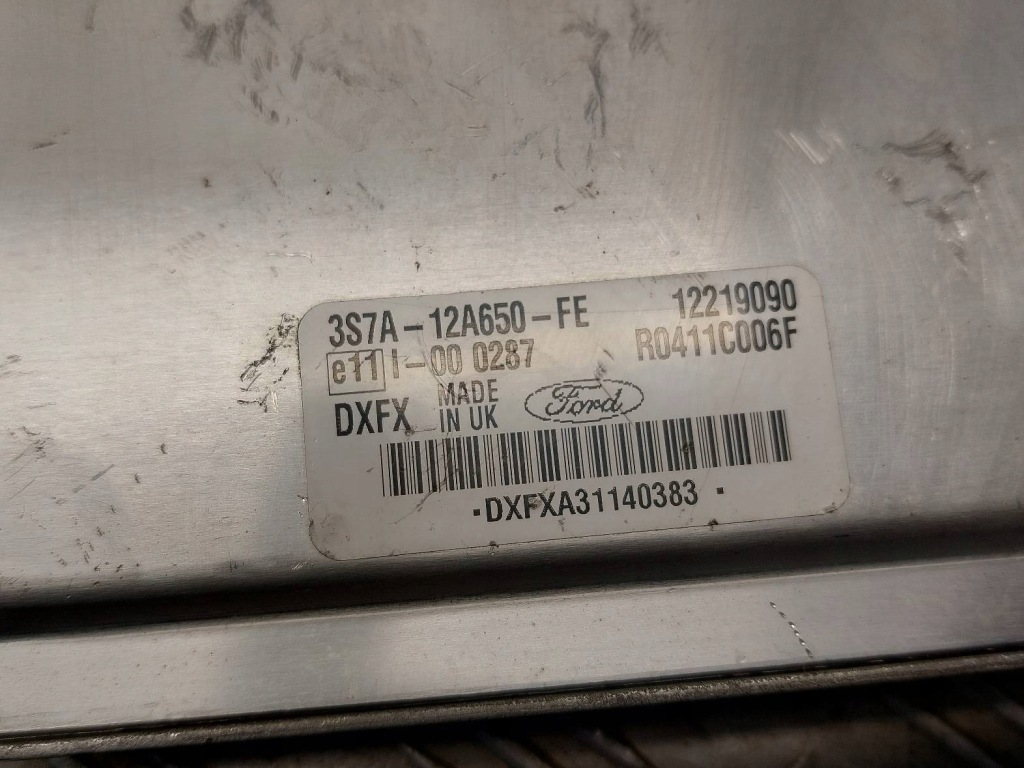 3S7A-12A650-FE 12219090
e11 I-00 0287 R0411C006F
DXFX MADE IN UK Ford
·DXFXA31140383 ·